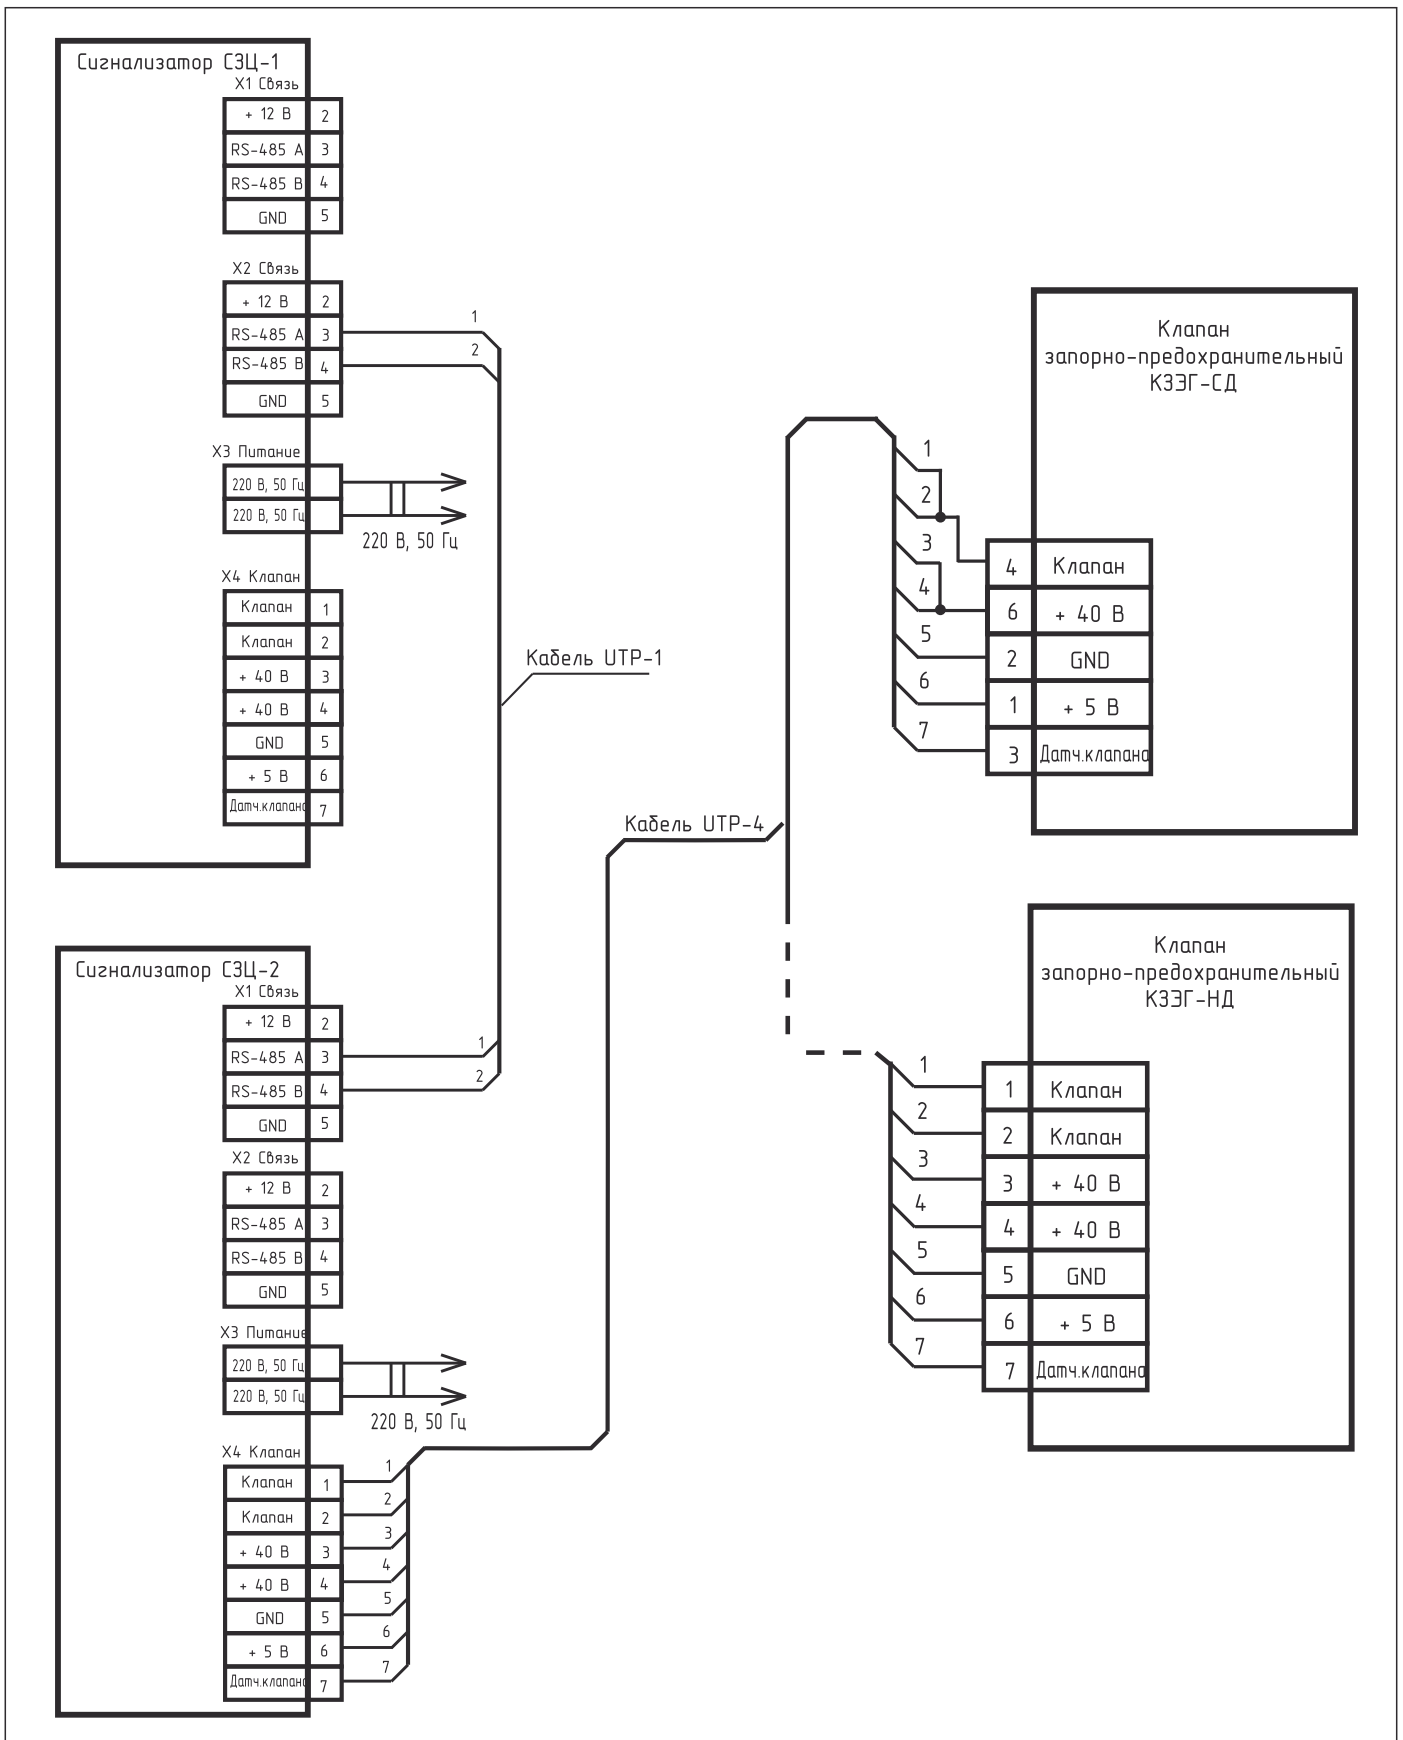 Сигнализатор СЗЦ-1
X1 Связь
+ 12 В 2
RS-485 A 3
RS-485 B 4
GND 5
X2 Связь
+ 12 В 2
RS-485 A 3
RS-485 B 4
GND 5
1
2
X3 Питание
220 В, 50 Гц
220 В, 50 Гц
220 В, 50 Гц
X4 Клапан
Клапан 1
Клапан 2
+ 40 В 3
+ 40 В 4
GND 5
+ 5 В 6
Датч.клапана 7
Кабель UTP-1
Кабель UTP-4
Клапан
запорно-предохранительный
КЗЭГ-СД
1
2
3
4
5
6
7
4 Клапан
6 + 40 В
2 GND
1 + 5 В
3 Датч.клапана
Сигнализатор СЗЦ-2
X1 Связь
+ 12 В 2
RS-485 A 3
RS-485 B 4
GND 5
1
2
X2 Связь
+ 12 В 2
RS-485 A 3
RS-485 B 4
GND 5
X3 Питание
220 В, 50 Гц
220 В, 50 Гц
220 В, 50 Гц
X4 Клапан
Клапан 1
Клапан 2
+ 40 В 3
+ 40 В 4
GND 5
+ 5 В 6
Датч.клапана 7
1
2
3
4
5
6
7
Клапан
запорно-предохранительный
КЗЭГ-НД
1
2
3
4
5
6
7
1 Клапан
2 Клапан
3 + 40 В
4 + 40 В
5 GND
6 + 5 В
7 Датч.клапана